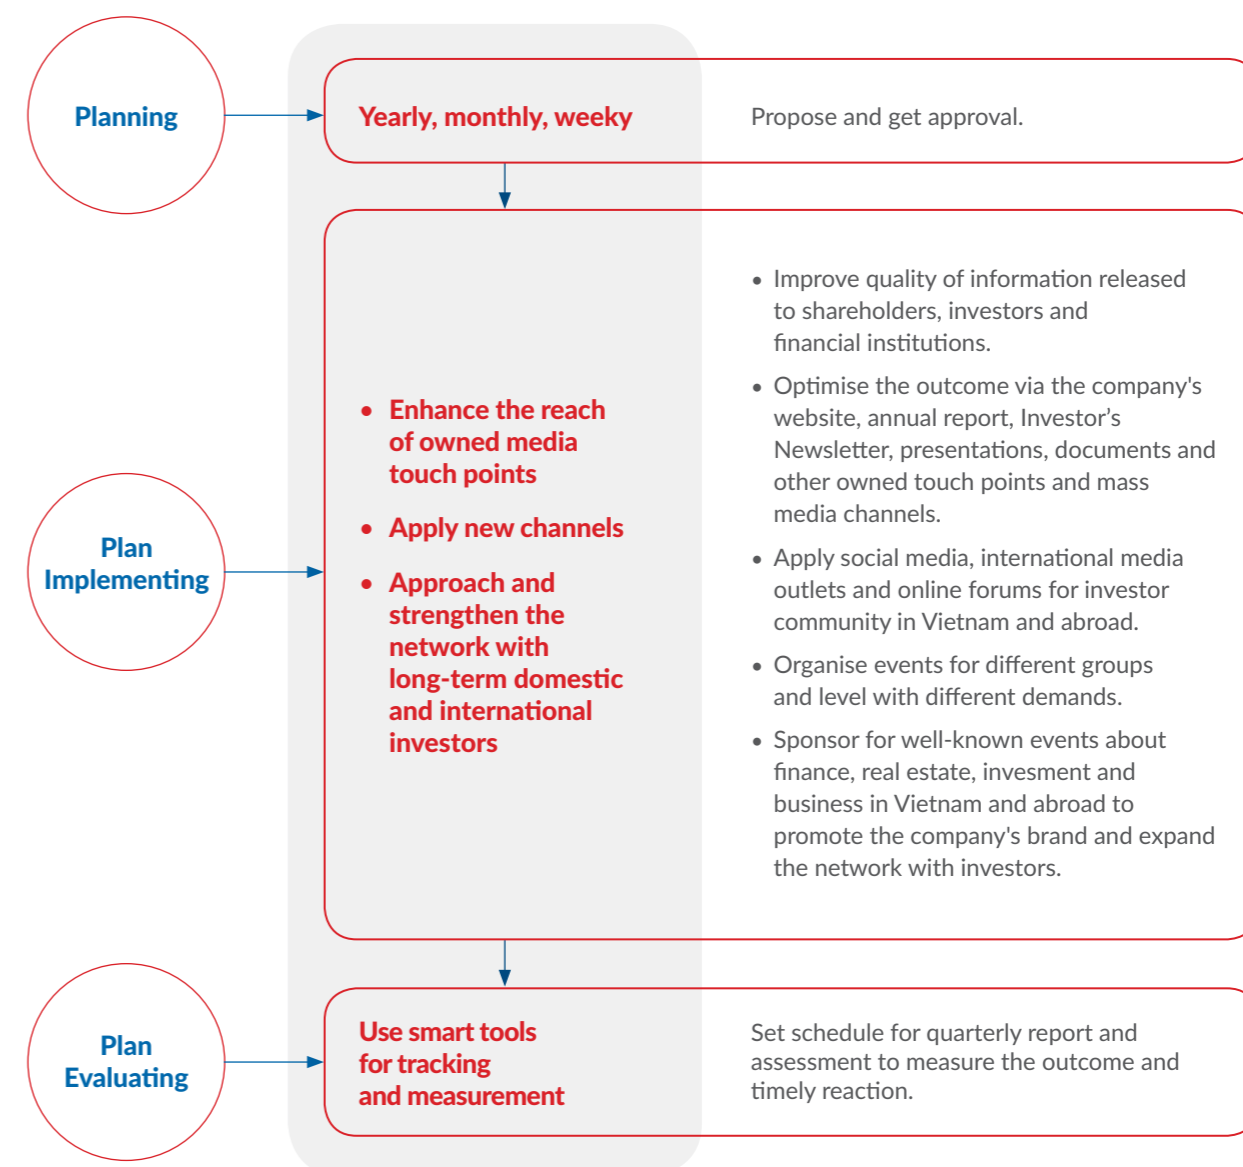 Planning
Yearly, monthly, weeky
Propose and get approval.
Plan
Implementing
• Enhance the reach
of owned media
touch points
• Apply new channels
• Approach and
strengthen the
network with
long-term domestic
and international
investors
• Improve quality of information released
to shareholders, investors and
financial institutions.
• Optimise the outcome via the company's
website, annual report, Investor’s
Newsletter, presentations, documents and
other owned touch points and mass
media channels.
• Apply social media, international media
outlets and online forums for investor
community in Vietnam and abroad.
• Organise events for different groups
and level with different demands.
• Sponsor for well-known events about
finance, real estate, invesment and
business in Vietnam and abroad to
promote the company's brand and expand
the network with investors.
Plan
Evaluating
Use smart tools
for tracking
and measurement
Set schedule for quarterly report and
assessment to measure the outcome and
timely reaction.